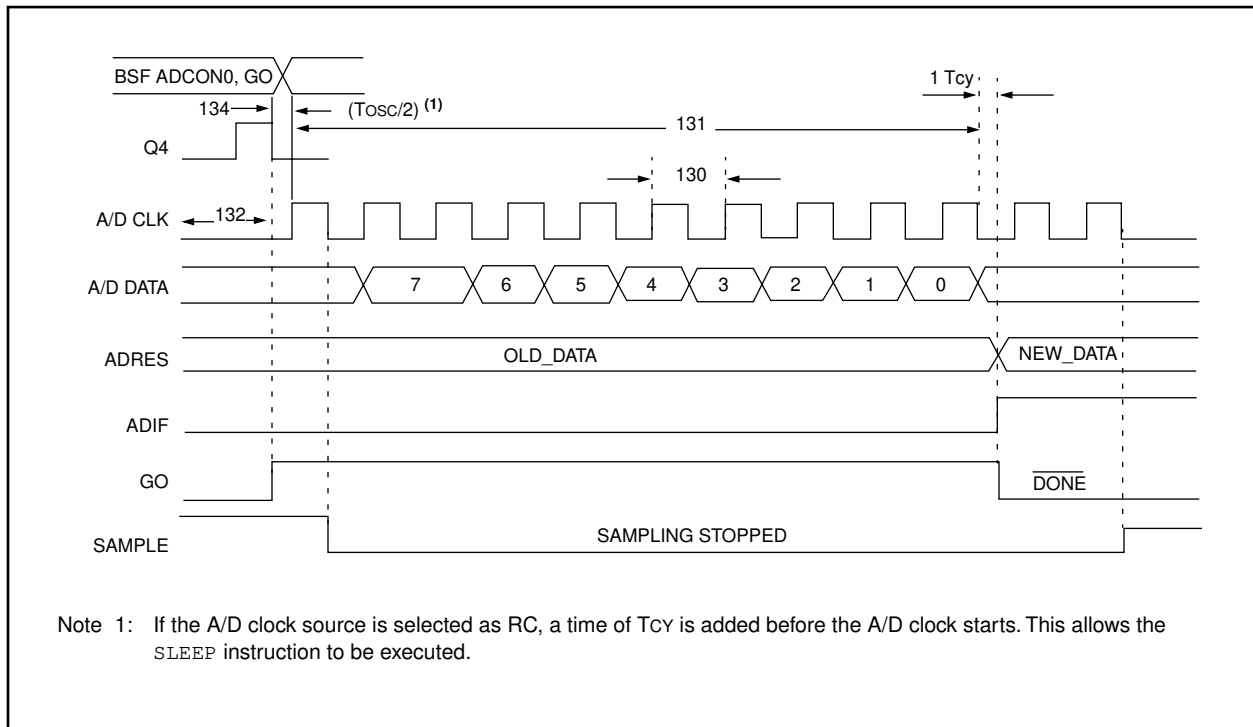 BSF ADCON0, GO
134
(TOSC/2) (1)
1 Tcy
131
Q4
130
A/D CLK
132
A/D DATA
7 6 5 4 3 2 1 0
ADRES
OLD_DATA
NEW_DATA
ADIF
GO
DONE
SAMPLE
SAMPLING STOPPED
Note 1: If the A/D clock source is selected as RC, a time of TCY is added before the A/D clock starts. This allows the
SLEEP instruction to be executed.